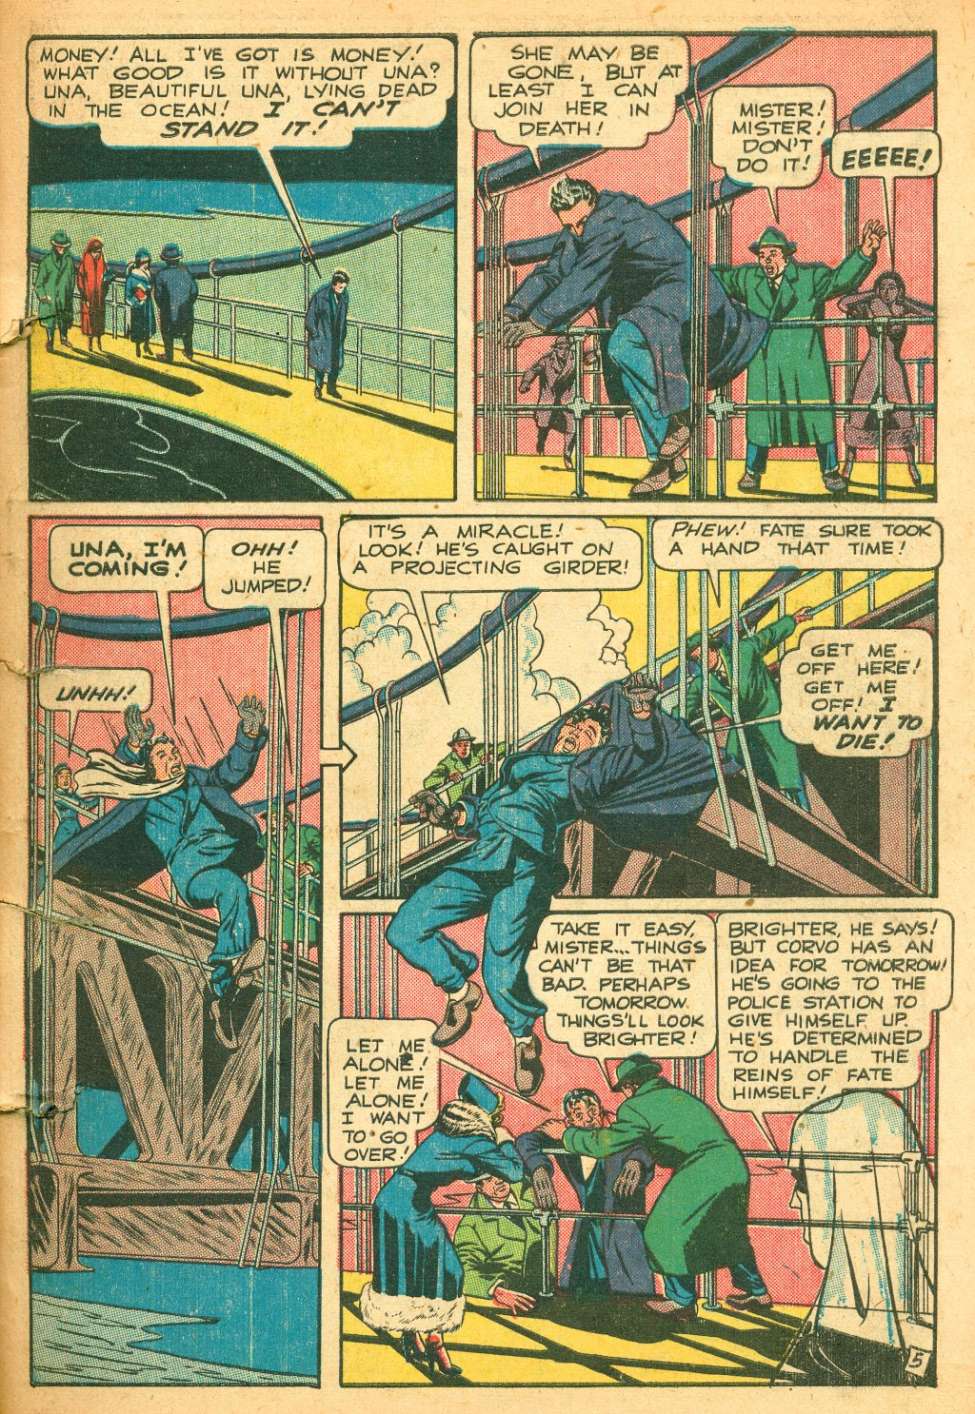 MONEY! ALL I'VE GOT IS MONEY!
WHAT GOOD IS IT WITHOUT UNA?
UNA, BEAUTIFUL UNA, LYING DEAD
IN THE OCEAN! I CAN'T
STAND IT!
SHE MAY BE
GONE, BUT AT
LEAST I CAN
JOIN HER IN
DEATH!
MISTER!
MISTER!
DON'T
DO IT!
EEEEE!
UNA, I'M
COMING!
OHH!
HE
JUMPED!
UNHH!
IT'S A MIRACLE!
LOOK! HE'S CAUGHT ON
A PROJECTING GIRDER!
PHEW! FATE SURE TOOK
A HAND THAT TIME!
GET ME
OFF HERE!
GET ME
OFF! I
WANT TO
DIE!
LET ME
ALONE!
LET ME
ALONE!
I WANT
TO GO
OVER!
TAKE IT EASY,
MISTER...THINGS
CAN'T BE THAT
BAD. PERHAPS
TOMORROW
THINGS'LL LOOK
BRIGHTER!
BRIGHTER, HE SAYS!
BUT CORVO HAS AN
IDEA FOR TOMORROW!
HE'S GOING TO THE
POLICE STATION TO
GIVE HIMSELF UP.
HE'S DETERMINED
TO HANDLE THE
REINS OF FATE
HIMSELF!
5